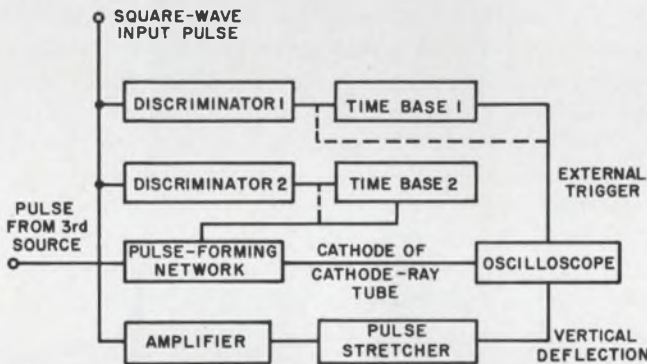 SQUARE-WAVE
INPUT PULSE
DISCRIMINATOR 1
TIME BASE 1
DISCRIMINATOR 2
TIME BASE 2
EXTERNAL
TRIGGER
PULSE
FROM 3rd
SOURCE
PULSE-FORMING
NETWORK
CATHODE OF
CATHODE-RAY
TUBE
OSCILLOSCOPE
AMPLIFIER
PULSE
STRETCHER
VERTICAL
DEFLECTION